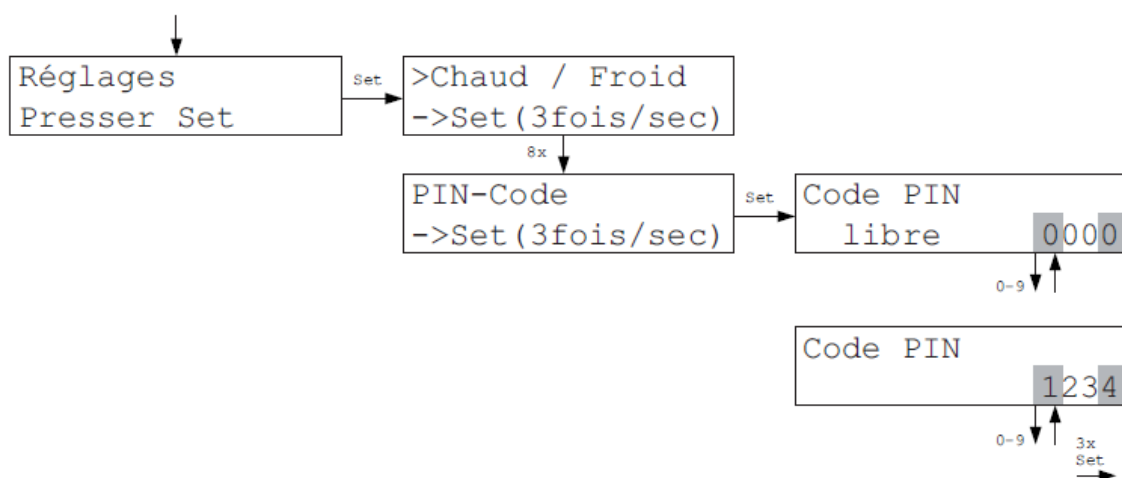 Réglages
Presser Set
Set
>Chaud / Froid
->Set(3fois/sec)
8x
PIN-Code
->Set(3fois/sec)
Set
Code PIN
libre 0000
0-9
Code PIN
1234
0-9
3x
Set